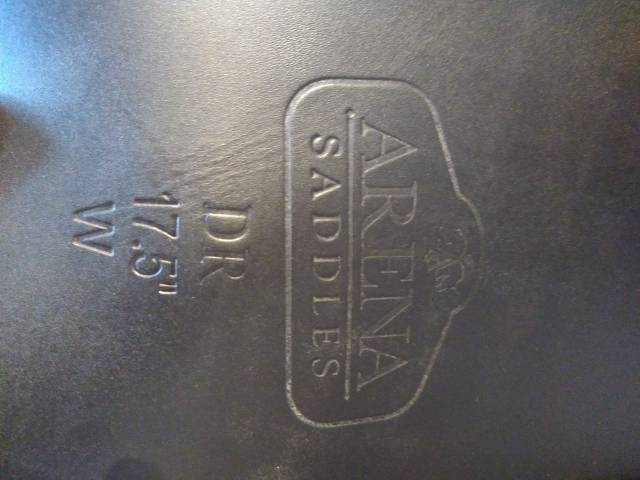 ARENA
SADDLES
DR
17.5"
W